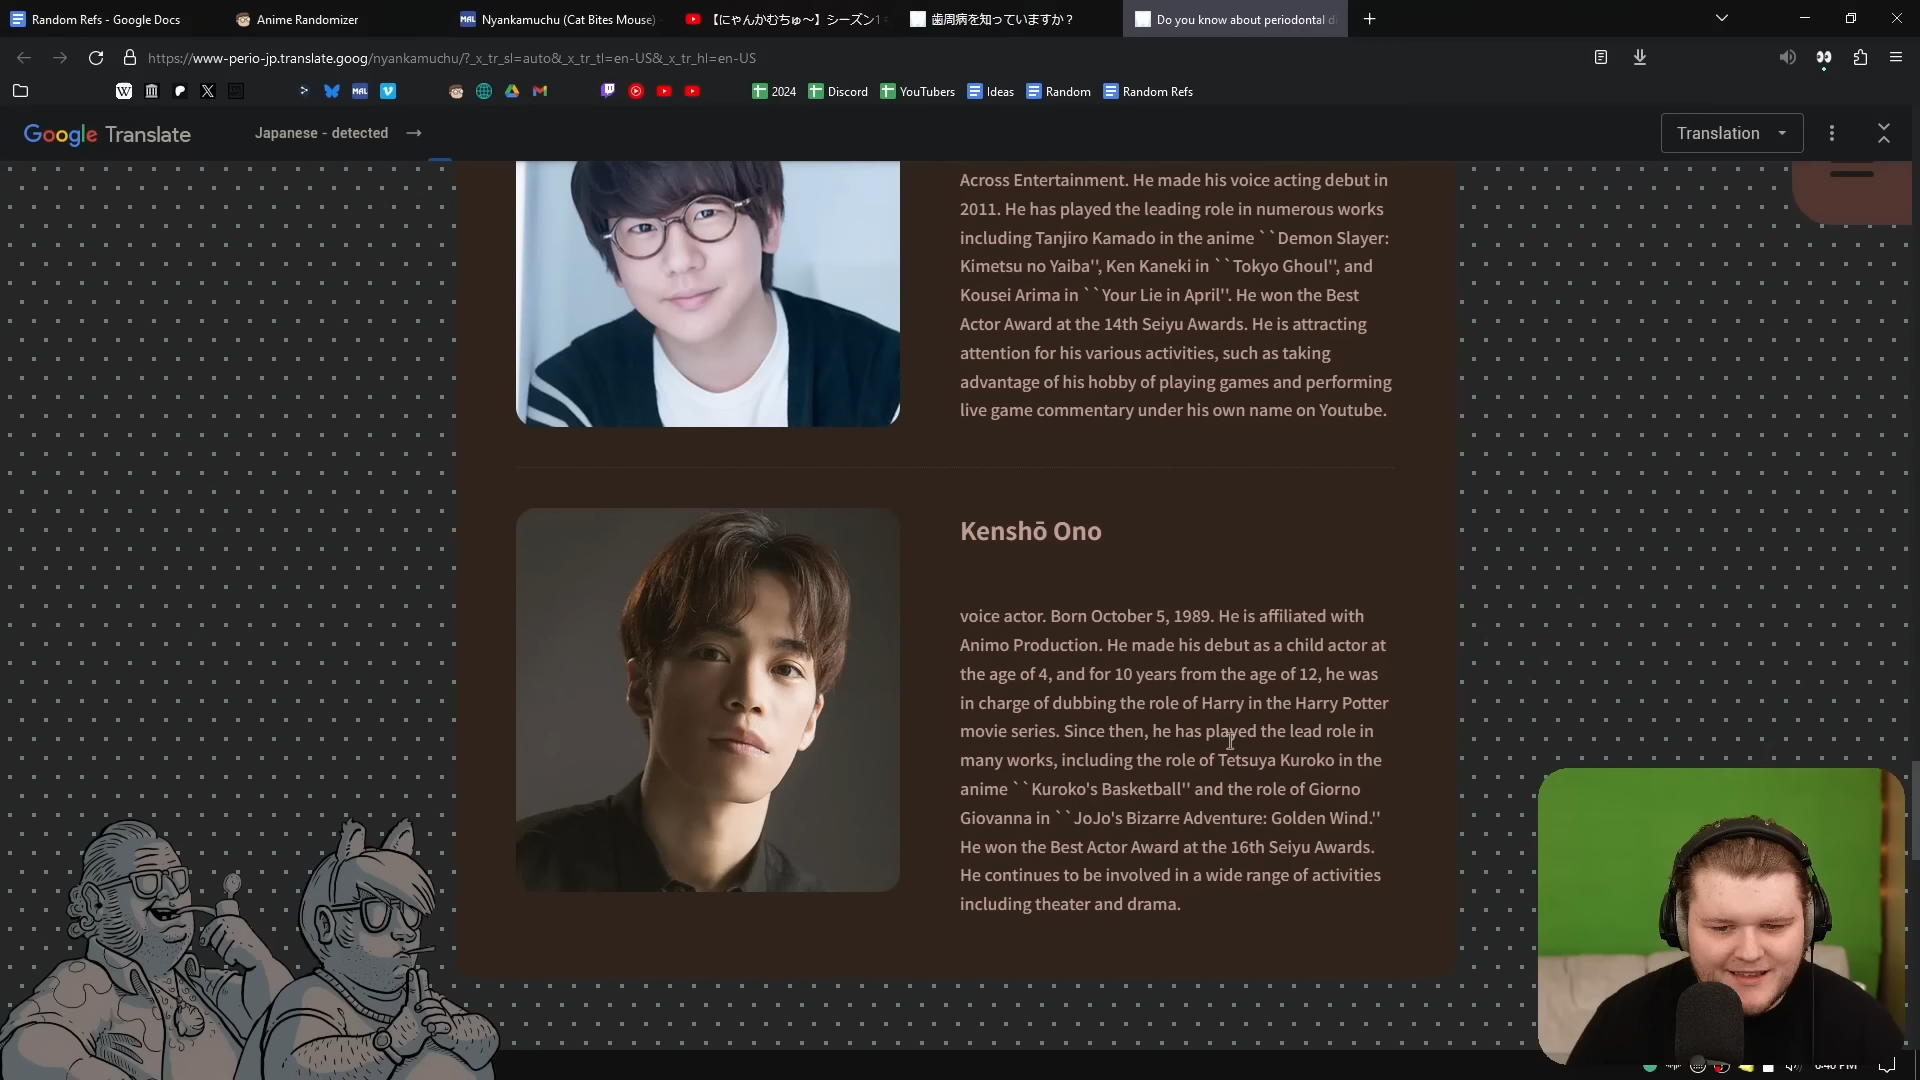 Random Refs - Google Docs
Anime Randomizer
Nyankamuchu (Cat Bites Mouse)
【にゃんかむちゅ〜】シーズン1
歯周病を知っていますか？
Do you know about periodontal di
https://www-perio-jp.translate.goog/nyankamuchu/?_x_tr_sl=auto&_x_tr_tl=en-US&_x_tr_hl=en-US
2024
Discord
YouTubers
Ideas
Random
Random Refs
Google Translate
Japanese - detected →
Translation
Across Entertainment. He made his voice acting debut in
2011. He has played the leading role in numerous works
including Tanjiro Kamado in the anime ``Demon Slayer:
Kimetsu no Yaiba'', Ken Kaneki in ``Tokyo Ghoul'', and
Kousei Arima in ``Your Lie in April''. He won the Best
Actor Award at the 14th Seiyu Awards. He is attracting
attention for his various activities, such as taking
advantage of his hobby of playing games and performing
live game commentary under his own name on Youtube.
Kenshō Ono
voice actor. Born October 5, 1989. He is affiliated with
Animo Production. He made his debut as a child actor at
the age of 4, and for 10 years from the age of 12, he was
in charge of dubbing the role of Harry in the Harry Potter
movie series. Since then, he has played the lead role in
many works, including the role of Tetsuya Kuroko in the
anime ``Kuroko's Basketball'' and the role of Giorno
Giovanna in ``JoJo's Bizarre Adventure: Golden Wind.''
He won the Best Actor Award at the 16th Seiyu Awards.
He continues to be involved in a wide range of activities
including theater and drama.